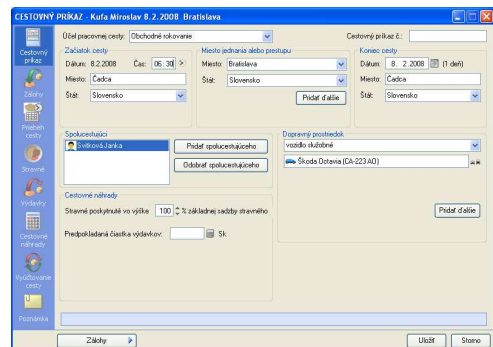 CESTOVNÝ PRÍKAZ - Kufa Miroslav 8.2.2008 Bratislava
Účel pracovnej cesty: Obchodné rokovanie
Cestovný príkaz č.:
Cestovný príkaz
Zálohy
Priebeh cesty
Stravné
Výdavky
Cestovné náhrady
Vyúčtovanie cesty
Poznámka
Začiatok cesty
Dátum: 8.2.2008 Čas: 06:30 >
Miesto: Čadca
Štát: Slovensko
Miesto jednania alebo prestupu
Miesto: Bratislava
Štát: Slovensko
Pridať ďalšie
Koniec cesty
Dátum: 8. 2.2008 (1 deň)
Miesto: Čadca
Štát: Slovensko
Spolucestujúci
Svitková Janka
Pridať spolucestujúceho
Odobrať spolucestujúceho
Dopravný prostriedok
vozidlo služobné
Škoda Octavia (CA-223 AO)
Pridať ďalšie
Cestovné náhrady
Stravné poskytnuté vo výške 100 % základnej sadzby stravného
Predpokladaná čiastka výdavkov: Sk
Zálohy
Uložiť
Storno